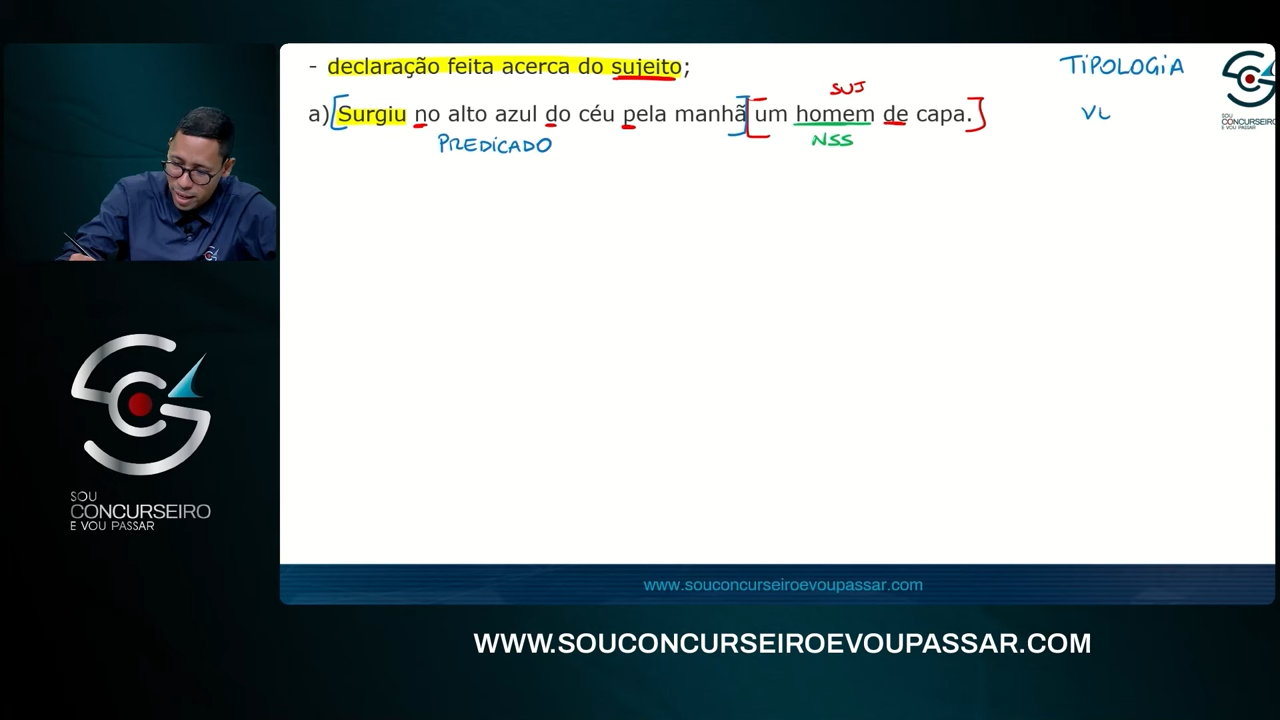 - declaração feita acerca do sujeito;
TIPOLOGIA
SUJ
a) [Surgiu no alto azul do céu pela manhã] [um homem de capa.]
VL
PREDICADO
NSS
SOU
CONCURSEIRO
E VOU PASSAR
SOU
CONCURSEIRO
E VOU PASSAR
www.souconcurseiroevoupassar.com
WWW.SOUCONCURSEIROEVOUPASSAR.COM